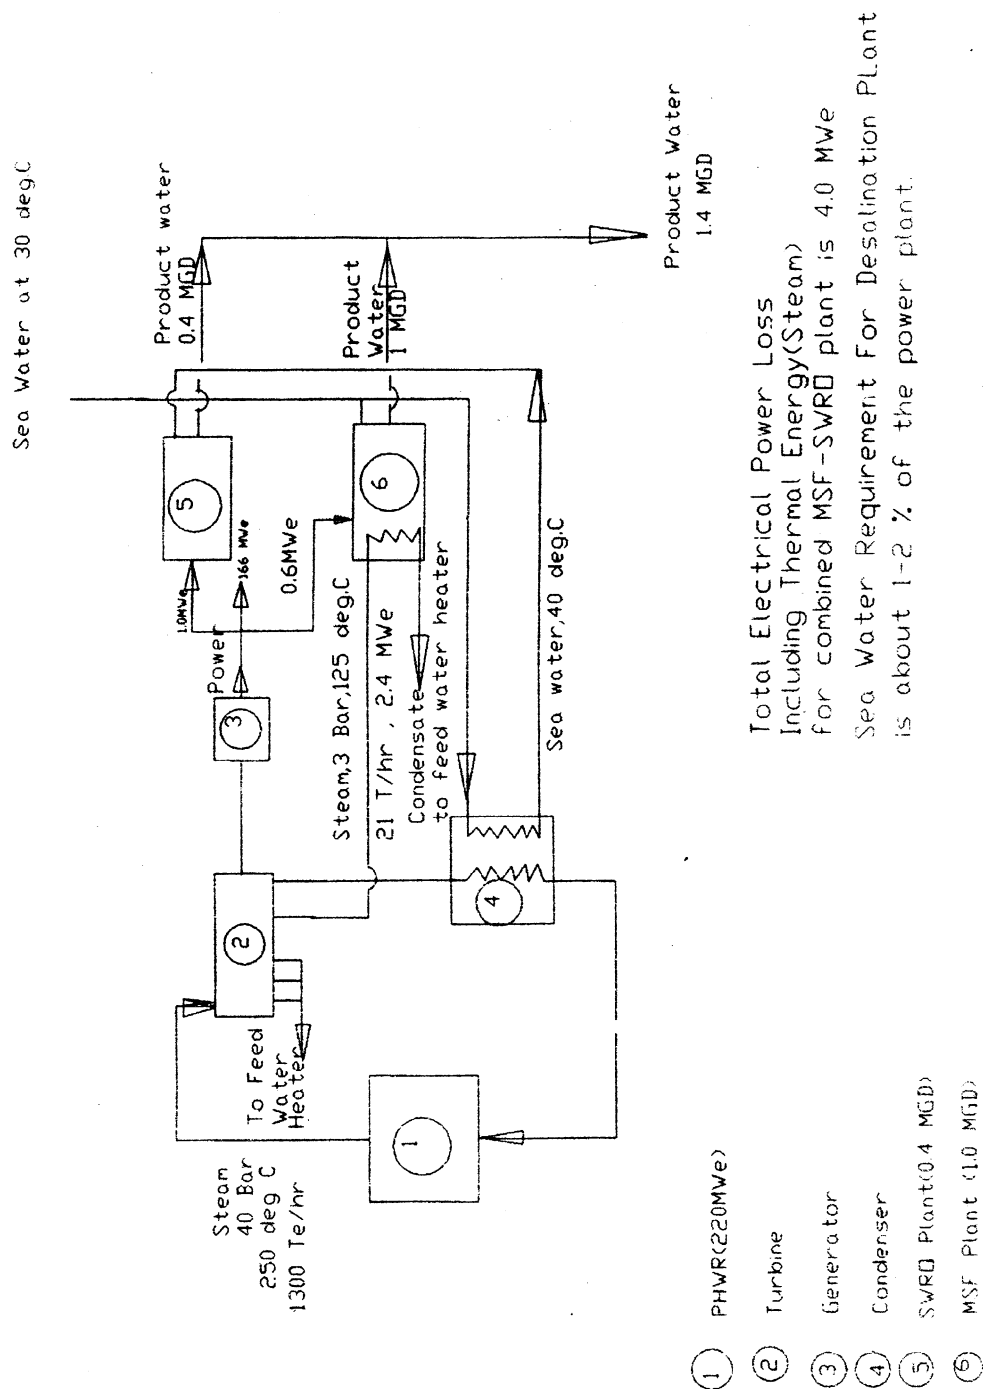 Sea Water at 30 deg.C
Product water
0.4 MGD
Product
Water
1 MGD
Product Water
1.4 MGD
5
6
1.0MWe
166 MWe
0.6MWe
Power
3
Steam,3 Bar,125 deg.C
21 T/hr , 2.4 MWe
Condensate
to feed water heater
Sea water,40 deg.C
2
4
To Feed
Water
Heater
Steam
40 Bar
250 deg C
1300 Te/hr
1
Total Electrical Power Loss
Including Thermal Energy(Steam)
for combined MSF-SWRO plant is 4.0 MWe
Sea Water Requirement For Desalination PLant
is about 1-2 % of the power plant.
1 PHWR(220MWe)
2 Turbine
3 Generator
4 Condenser
5 SWRO Plant(0.4 MGD)
6 MSF Plant (1.0 MGD)